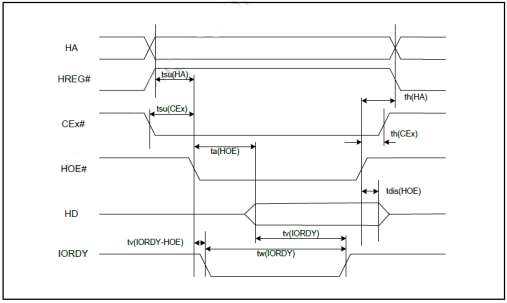 HA
tsu(HA)
HREG#
th(HA)
tsu(CEx)
CEx#
th(CEx)
ta(HOE)
HOE#
tdis(HOE)
HD
tv(IORDY)
tv(IORDY-HOE)
IORDY
tw(IORDY)